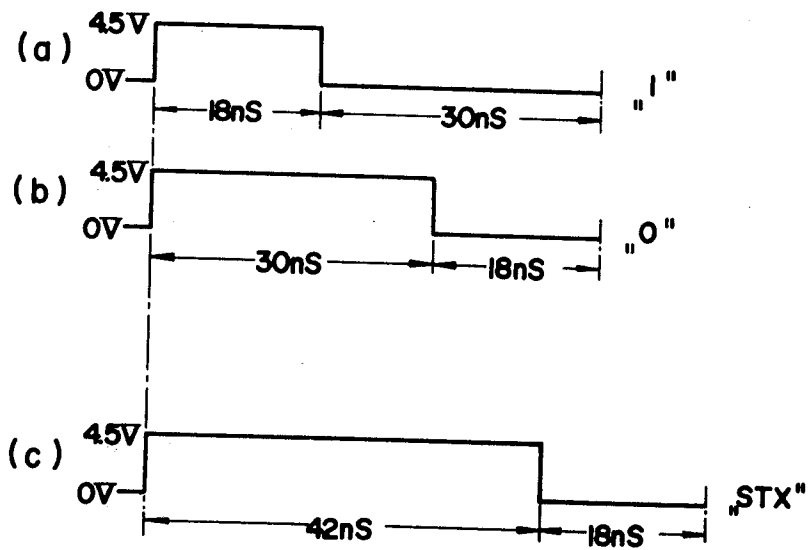 (a) 4.5V
0V
18nS 30nS „1"
(b) 4.5V
0V
30nS 18nS „0"
(c) 4.5V
0V
42nS 18nS „STX"